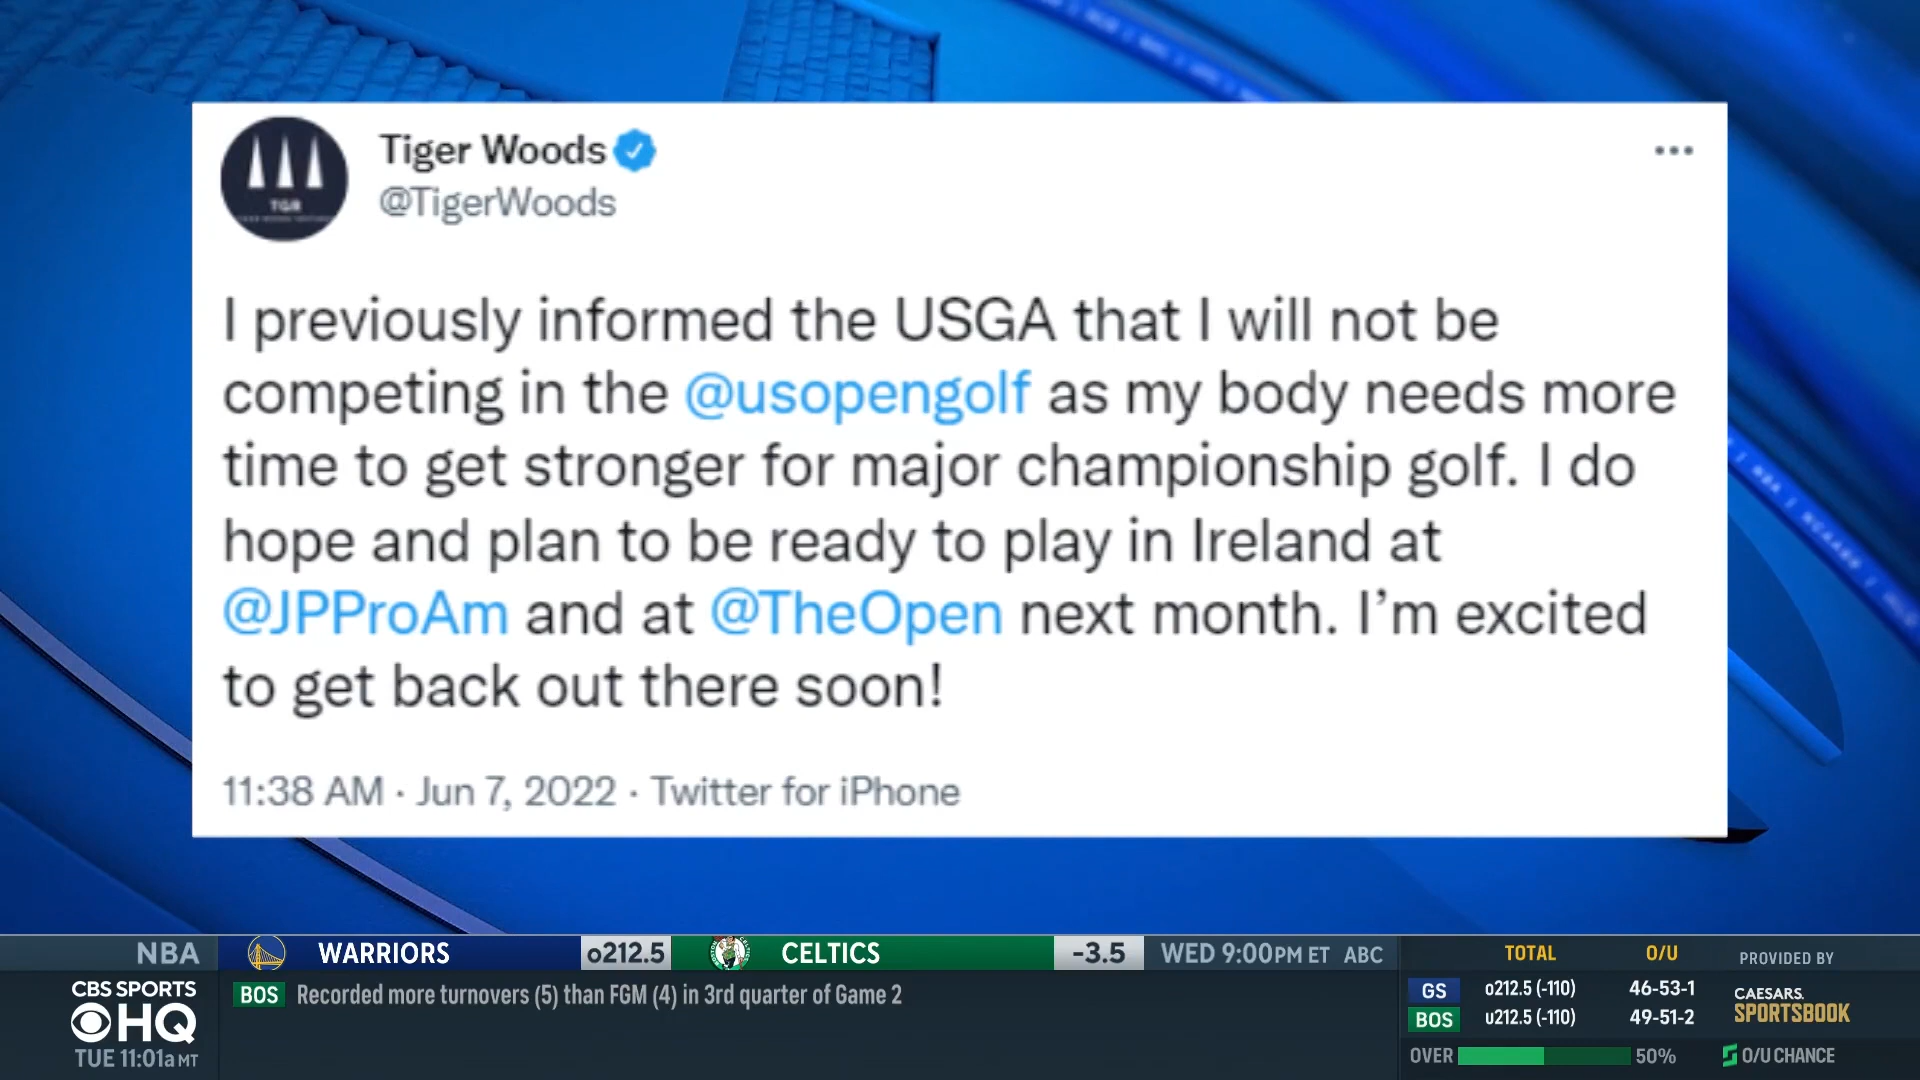 Tiger Woods
@TigerWoods
I previously informed the USGA that I will not be
competing in the @usopengolf as my body needs more
time to get stronger for major championship golf. I do
hope and plan to be ready to play in Ireland at
@JPProAm and at @TheOpen next month. I’m excited
to get back out there soon!
11:38 AM · Jun 7, 2022 · Twitter for iPhone
TGR
NBA WARRIORS o212.5 CELTICS -3.5 WED 9:00PM ET ABC
CBS SPORTS
HQ
TUE 11:01a MT
BOS Recorded more turnovers (5) than FGM (4) in 3rd quarter of Game 2
TOTAL O/U
GS o212.5 (-110) 46-53-1
BOS u212.5 (-110) 49-51-2
OVER 50%
PROVIDED BY
CAESARS
SPORTSBOOK
O/U CHANCE